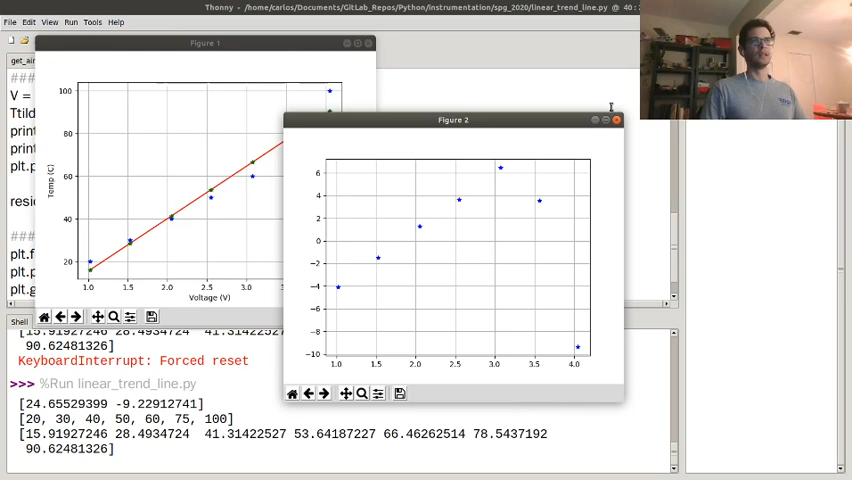 Thonny - /home/carlos/Documents/GitLab_Repos/Python/instrumentation/spg_2020/linear_trend_line.py @ 40:
File Edit View Run Tools Help
Figure 1
get_air
###
V =
Ttild
print
print
plt.p
resid
###
plt.f
plt.p
plt.g
100
80
60
40
20
Temp (C)
1.0 1.5 2.0 2.5 3.0
Voltage (V)
Figure 2
6
4
2
0
−2
−4
−6
−8
−10
1.0 1.5 2.0 2.5 3.0 3.5 4.0
Shell
[15.91927246 28.4934724 41.31422527
90.62481326]
KeyboardInterrupt: Forced reset
>>> %Run linear_trend_line.py
[24.65529399 -9.22912741]
[20, 30, 40, 50, 60, 75, 100]
[15.91927246 28.4934724 41.31422527 53.64187227 66.46262514 78.5437192
90.62481326]